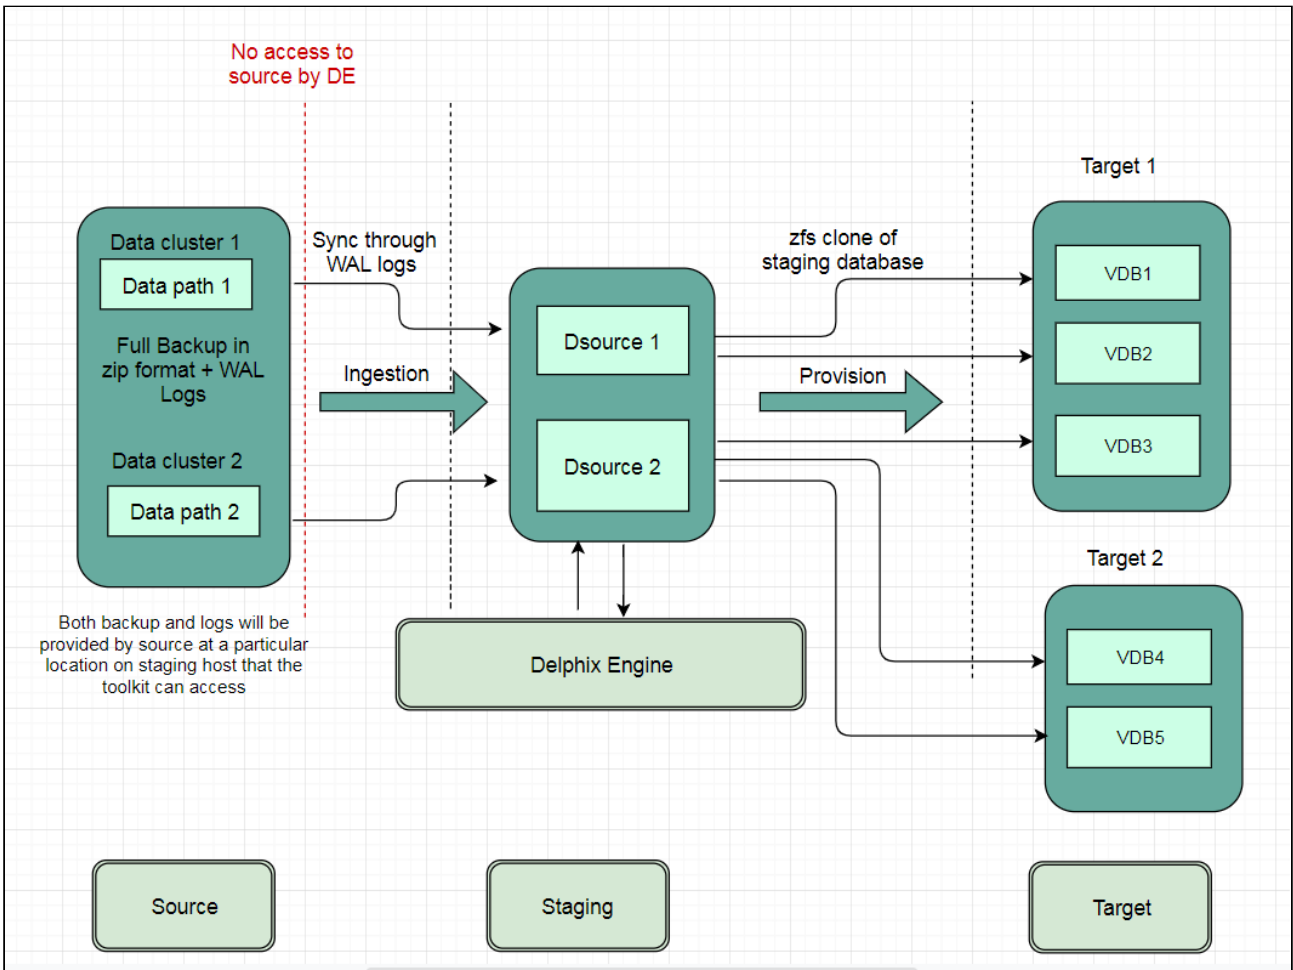 No access to
source by DE
Data cluster 1
Data path 1
Full Backup in
zip format + WAL
Logs
Data cluster 2
Data path 2
Both backup and logs will be
provided by source at a particular
location on staging host that the
toolkit can access
Sync through
WAL logs
Ingestion
Dsource 1
Dsource 2
Delphix Engine
zfs clone of
staging database
Provision
Target 1
VDB1
VDB2
VDB3
Target 2
VDB4
VDB5
Source
Staging
Target